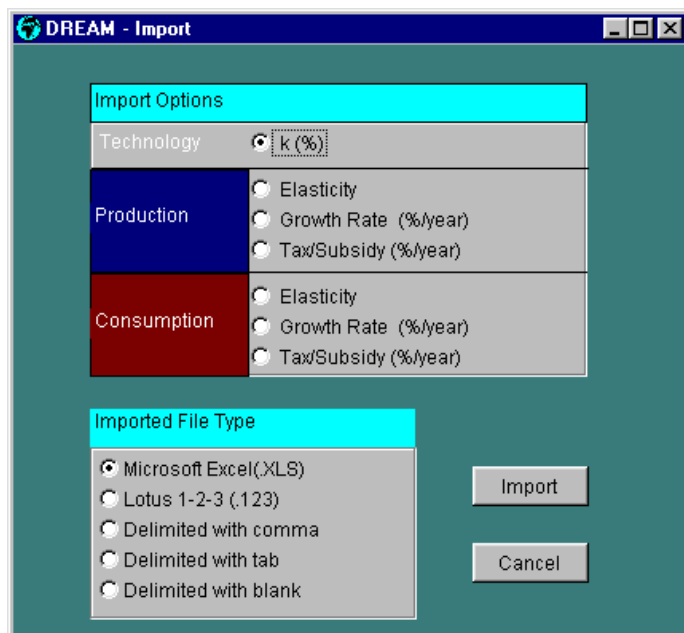 DREAM - Import
Import Options
Technology
k (%)
Production
Elasticity
Growth Rate (%/year)
Tax/Subsidy (%/year)
Consumption
Elasticity
Growth Rate (%/year)
Tax/Subsidy (%/year)
Imported File Type
Microsoft Excel(.XLS)
Lotus 1-2-3 (.123)
Delimited with comma
Delimited with tab
Delimited with blank
Import
Cancel